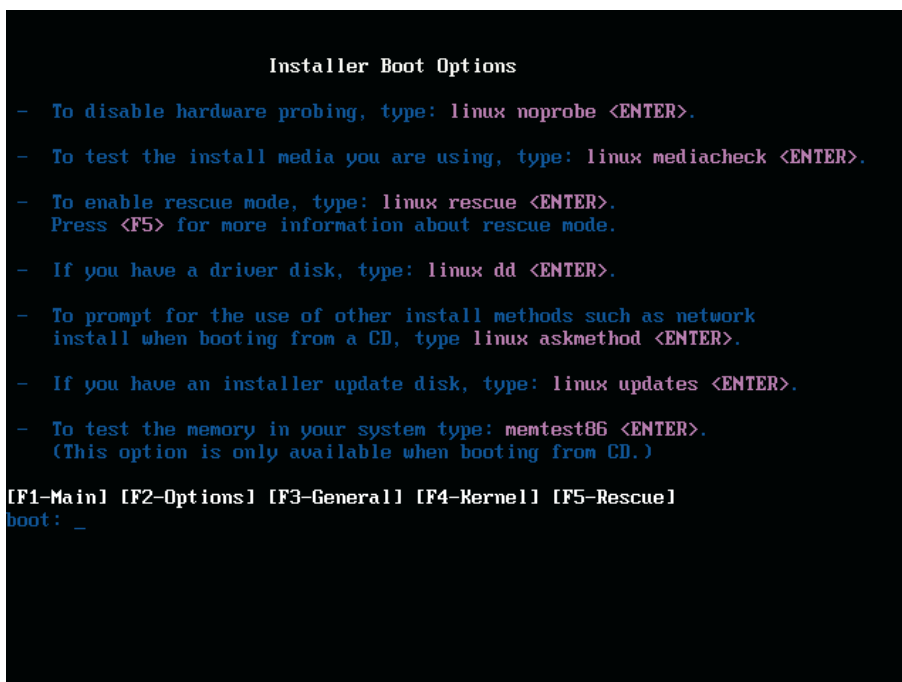 Installer Boot Options
- To disable hardware probing, type: linux noprobe <ENTER>.
- To test the install media you are using, type: linux mediacheck <ENTER>.
- To enable rescue mode, type: linux rescue <ENTER>.
Press <F5> for more information about rescue mode.
- If you have a driver disk, type: linux dd <ENTER>.
- To prompt for the use of other install methods such as network
install when booting from a CD, type linux askmethod <ENTER>.
- If you have an installer update disk, type: linux updates <ENTER>.
- To test the memory in your system type: memtest86 <ENTER>.
(This option is only available when booting from CD.)
[F1-Main] [F2-Options] [F3-General] [F4-Kernel] [F5-Rescue]
boot: _